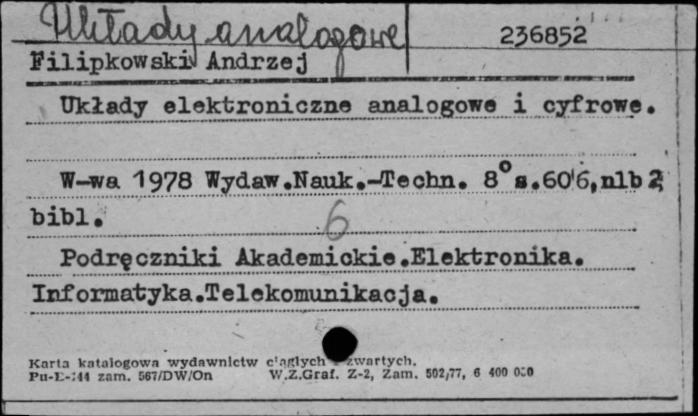 Układy analogowe 236852
Filipkowski Andrzej
Układy elektroniczne analogowe i cyfrowe.
W-wa 1978 Wydaw.Nauk.-Techn. 8° s.606,nlb 2,
bibl. 6
Podręczniki Akademickie.Elektronika.
Informatyka.Telekomunikacja.
Karta katalogowa wydawnictw ciągłych i zwartych.
Pu-E-144 zam. 567/DW/On W.Z.Graf. Z-2, Zam. 502/77, 6 400 000